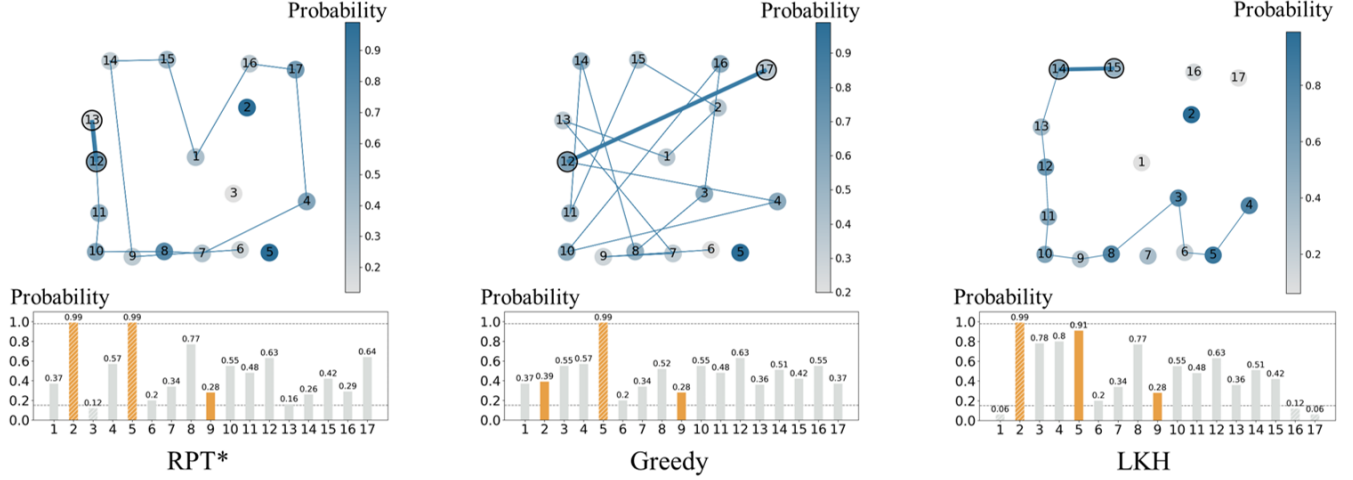 Probability Probability Probability
14 15 16 17 2 13 12 1 3 11 4 10 9 8 7 6 5
0.9 0.8 0.7 0.6 0.5 0.4 0.3 0.2
14 15 16 17 2 13 12 1 3 4 11 10 9 8 7 6 5
0.9 0.8 0.7 0.6 0.5 0.4 0.3 0.2
14 15 16 17 2 13 12 1 3 4 11 10 9 8 7 6 5
0.8 0.6 0.4 0.2
Probability
1.0 0.8 0.6 0.4 0.2 0.0
0.37 0.99 0.12 0.57 0.99 0.2 0.34 0.77 0.28 0.55 0.48 0.63 0.16 0.26 0.42 0.29 0.64
1 2 3 4 5 6 7 8 9 10 11 12 13 14 15 16 17
RPT*
Probability
1.0 0.8 0.6 0.4 0.2 0.0
0.37 0.39 0.55 0.57 0.99 0.2 0.34 0.52 0.28 0.55 0.48 0.63 0.36 0.51 0.42 0.55 0.37
1 2 3 4 5 6 7 8 9 10 11 12 13 14 15 16 17
Greedy
Probability
1.0 0.8 0.6 0.4 0.2 0.0
0.06 0.99 0.78 0.8 0.91 0.2 0.34 0.77 0.28 0.55 0.48 0.63 0.36 0.51 0.42 0.12 0.06
1 2 3 4 5 6 7 8 9 10 11 12 13 14 15 16 17
LKH